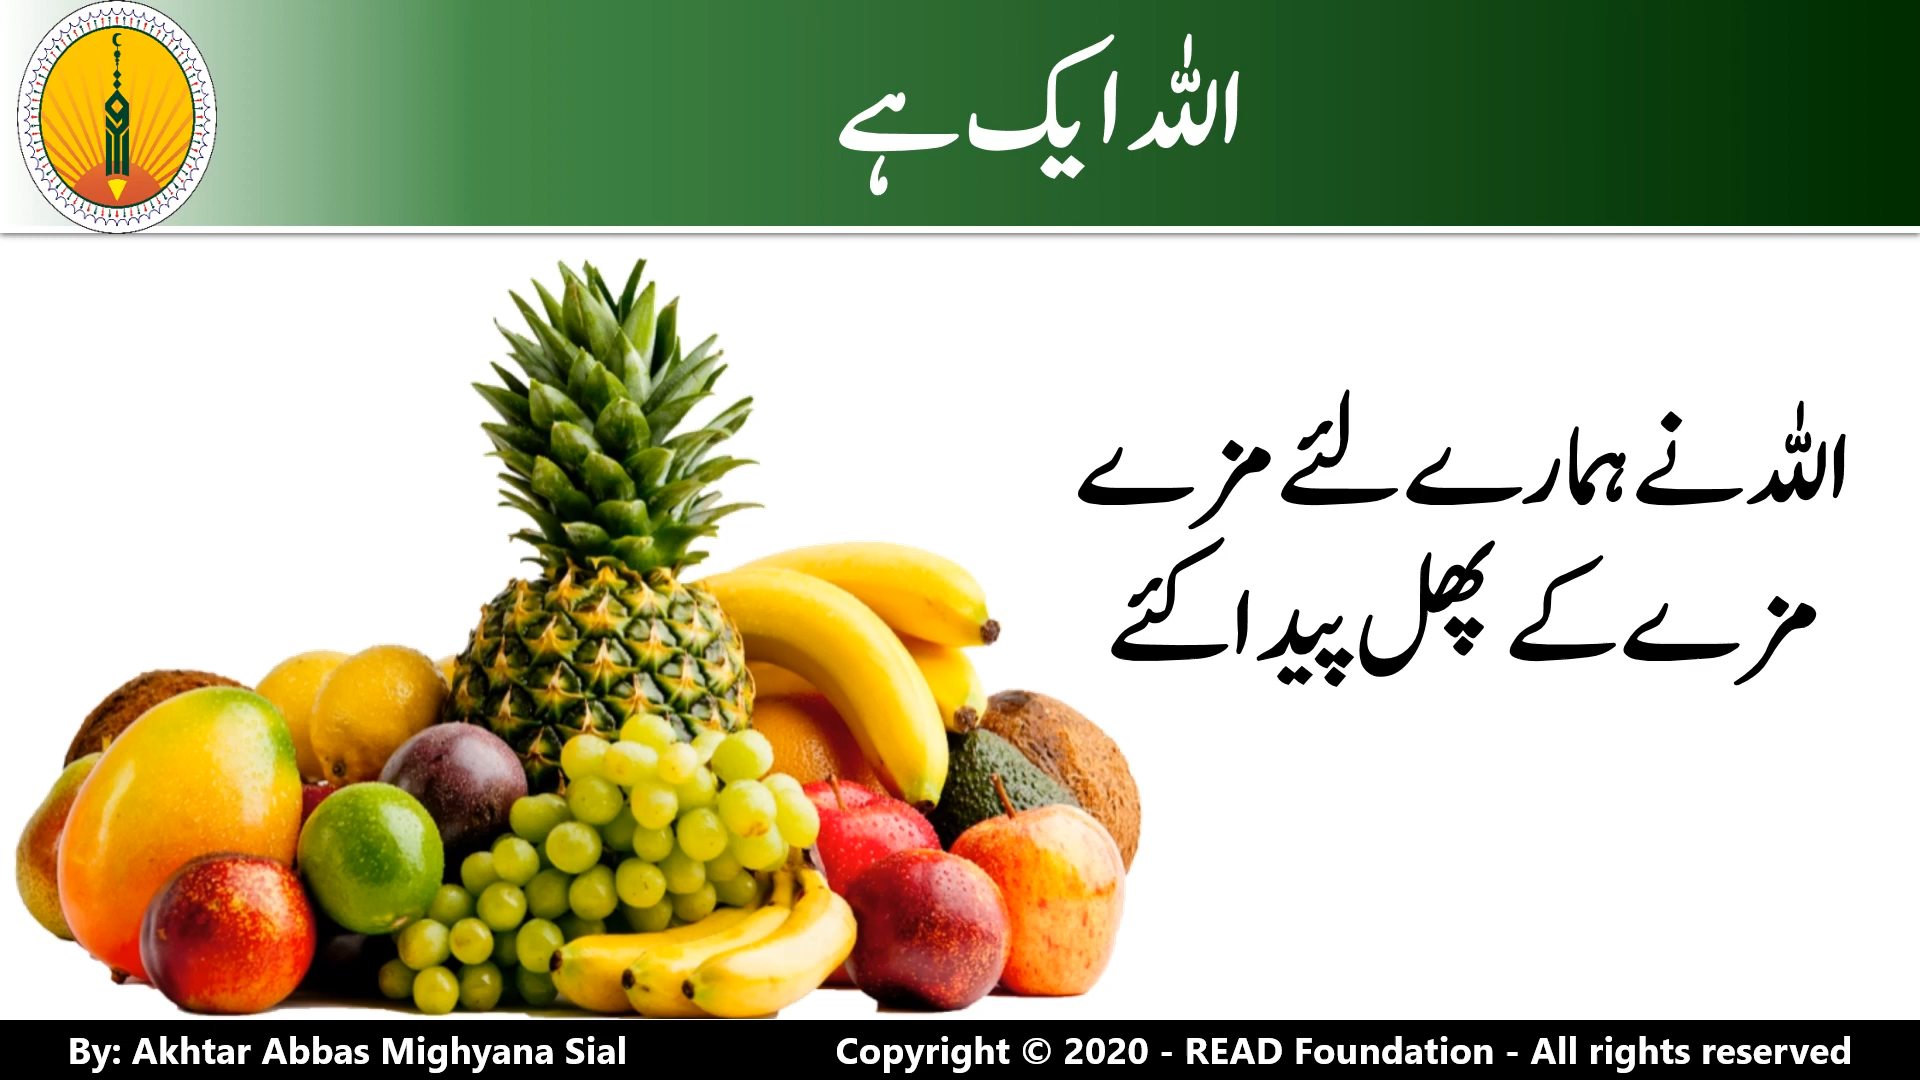 اللہ ایک ہے
اللہ نے ہمارے لئے مزے
مزے کے پھل پیدا کئے
By: Akhtar Abbas Mighyana Sial
Copyright © 2020 - READ Foundation - All rights reserved